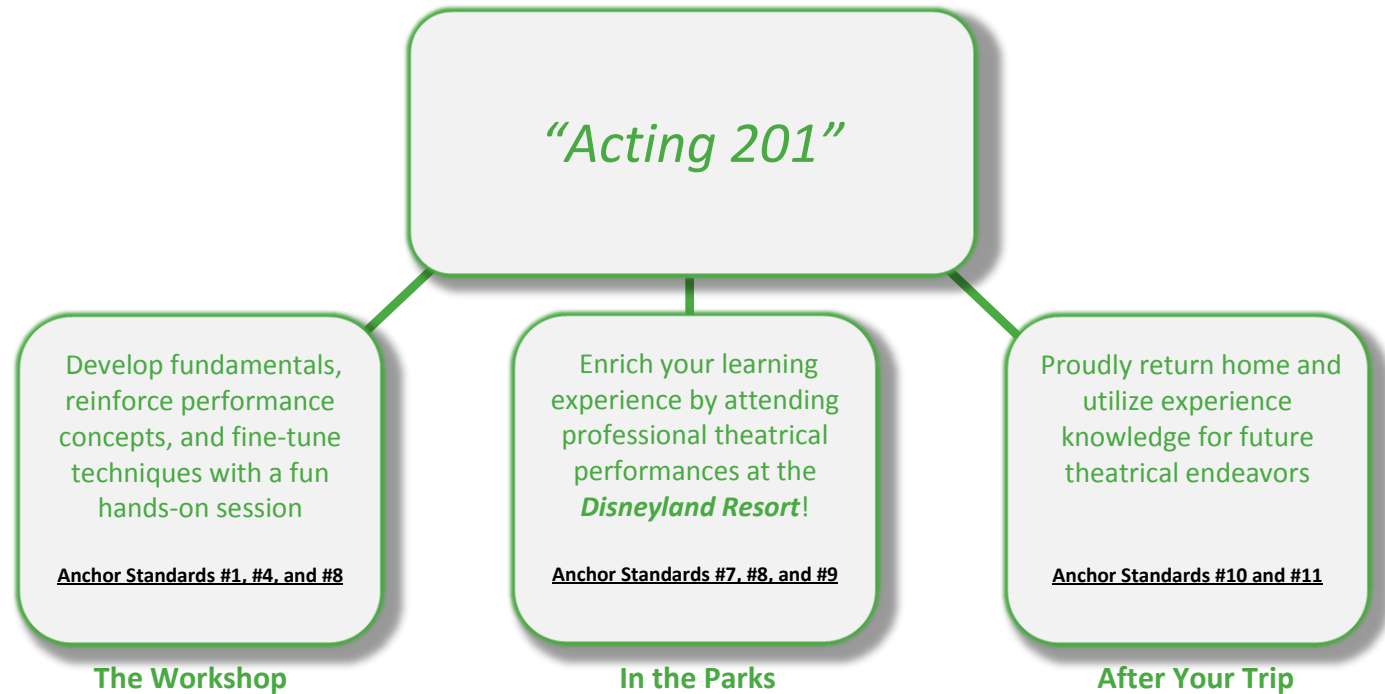 “Acting 201”
Develop fundamentals,
reinforce performance
concepts, and fine-tune
techniques with a fun
hands-on session
Anchor Standards #1, #4, and #8
The Workshop
Enrich your learning
experience by attending
professional theatrical
performances at the
Disneyland Resort!
Anchor Standards #7, #8, and #9
In the Parks
Proudly return home and
utilize experience
knowledge for future
theatrical endeavors
Anchor Standards #10 and #11
After Your Trip